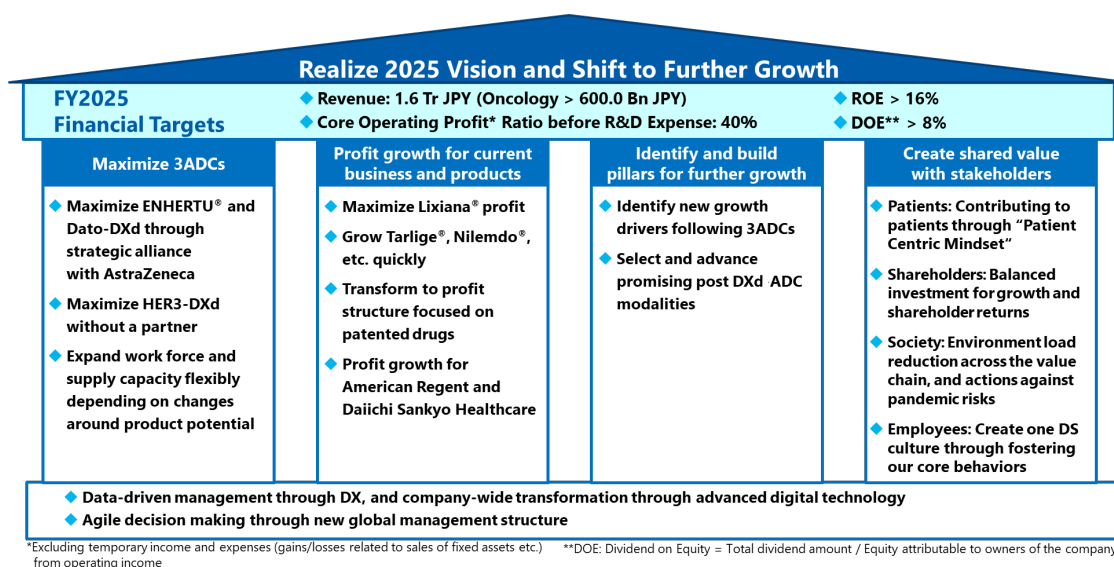 Realize 2025 Vision and Shift to Further Growth
FY2025
Financial Targets
◆ Revenue: 1.6 Tr JPY (Oncology > 600.0 Bn JPY)
◆ Core Operating Profit* Ratio before R&D Expense: 40%
◆ ROE > 16%
◆ DOE** > 8%
Maximize 3ADCs
◆ Maximize ENHERTU® and
Dato-DXd through
strategic alliance
with AstraZeneca
◆ Maximize HER3-DXd
without a partner
◆ Expand work force and
supply capacity flexibly
depending on changes
around product potential
Profit growth for current
business and products
◆ Maximize Lixiana® profit
◆ Grow Tarlige®, Nilemdo®,
etc. quickly
◆ Transform to profit
structure focused on
patented drugs
◆ Profit growth for
American Regent and
Daiichi Sankyo Healthcare
Identify and build
pillars for further growth
◆ Identify new growth
drivers following 3ADCs
◆ Select and advance
promising post DXd-ADC
modalities
Create shared value
with stakeholders
◆ Patients: Contributing to
patients through “Patient
Centric Mindset“
◆ Shareholders: Balanced
investment for growth and
shareholder returns
◆ Society: Environment load
reduction across the value
chain, and actions against
pandemic risks
◆ Employees: Create one DS
culture through fostering
our core behaviors
◆ Data-driven management through DX, and company-wide transformation through advanced digital technology
◆ Agile decision making through new global management structure
*Excluding temporary income and expenses (gains/losses related to sales of fixed assets etc.)
from operating income
**DOE: Dividend on Equity = Total dividend amount / Equity attributable to owners of the company